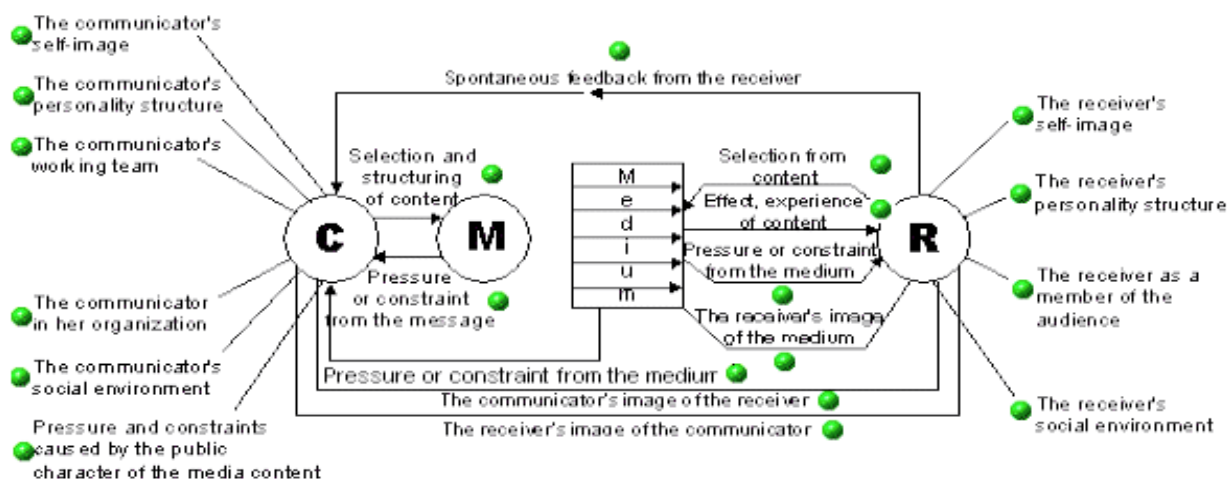 The communicator's
self-image
The communicator's
personality structure
The communicator's
working team
The communicator
in her organization
The communicator's
social environment
Pressure and constraints
caused by the public
character of the media content
Spontaneous feedback from the receiver
Selection and
structuring
of content
C
M
Pressure
or constraint
from the message
M
e
d
i
u
m
Selection from
content
Effect, experience
of content
Pressure or constraint
from the medium
The receiver's image
of the medium
R
Pressure or constraint from the medium
The communicator's image of the receiver
The receiver's image of the communicator
The receiver's
self-image
The receiver's
personality structure
The receiver as a
member of the
audience
The receiver's
social environment